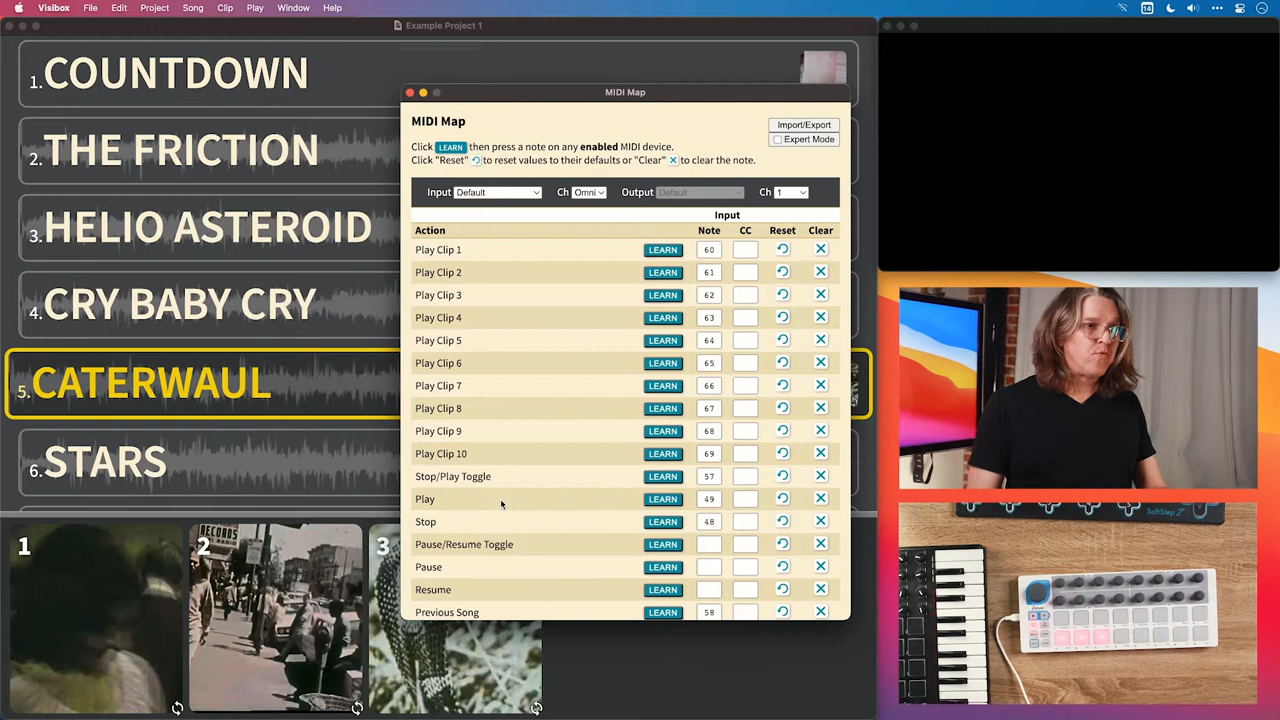 Visibox File Edit Project Song Clip Play Window Help
14
Example Project 1
1.COUNTDOWN
2.THE FRICTION
3.HELIO ASTEROID
4.CRY BABY CRY
5.CATERWAUL
6.STARS
MIDI Map
MIDI Map
Import/Export
Click LEARN then press a note on any enabled MIDI device.
Expert Mode
Click "Reset" to reset values to their defaults or "Clear" to clear the note.
Input Default Ch Omni Output Default Ch 1
Input
Action Note CC Reset Clear
Play Clip 1 LEARN 60
Play Clip 2 LEARN 61
Play Clip 3 LEARN 62
Play Clip 4 LEARN 63
Play Clip 5 LEARN 64
Play Clip 6 LEARN 65
Play Clip 7 LEARN 66
Play Clip 8 LEARN 67
Play Clip 9 LEARN 68
Play Clip 10 LEARN 69
Stop/Play Toggle LEARN 57
Play LEARN 49
Stop LEARN 48
Pause/Resume Toggle LEARN
Pause LEARN
Resume LEARN
Previous Song LEARN 58
1
2
3
RECORDS
RADIO
SoftStep 2